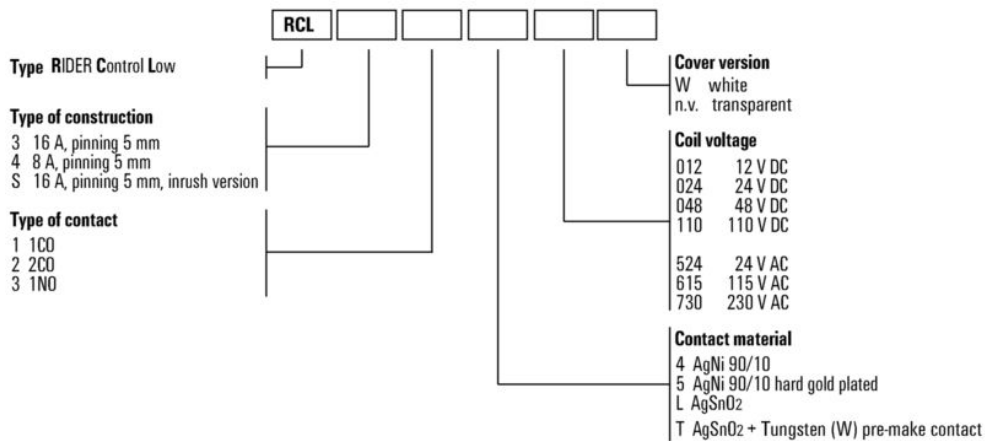 RCL
Type RIDER Control Low
Type of construction
3 16 A, pinning 5 mm
4 8 A, pinning 5 mm
S 16 A, pinning 5 mm, inrush version
Type of contact
1 1CO
2 2CO
3 1NO
Cover version
W white
n.v. transparent
Coil voltage
012 12 V DC
024 24 V DC
048 48 V DC
110 110 V DC
524 24 V AC
615 115 V AC
730 230 V AC
Contact material
4 AgNi 90/10
5 AgNi 90/10 hard gold plated
L AgSnO2
T AgSnO2 + Tungsten (W) pre-make contact